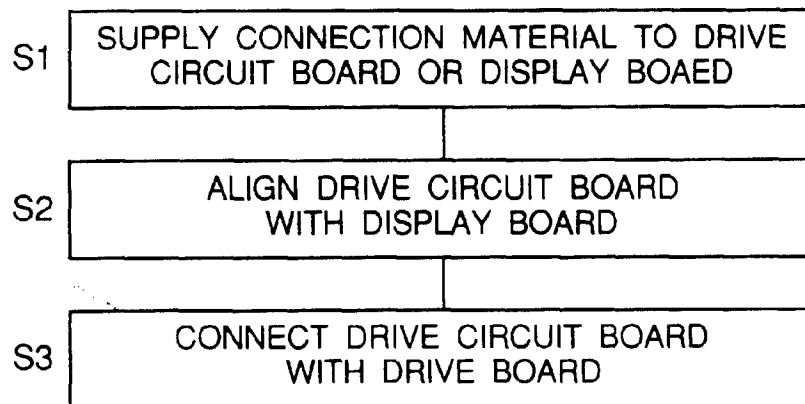 S1
SUPPLY CONNECTION MATERIAL TO DRIVE
CIRCUIT BOARD OR DISPLAY BOAED
S2
ALIGN DRIVE CIRCUIT BOARD
WITH DISPLAY BOARD
S3
CONNECT DRIVE CIRCUIT BOARD
WITH DRIVE BOARD